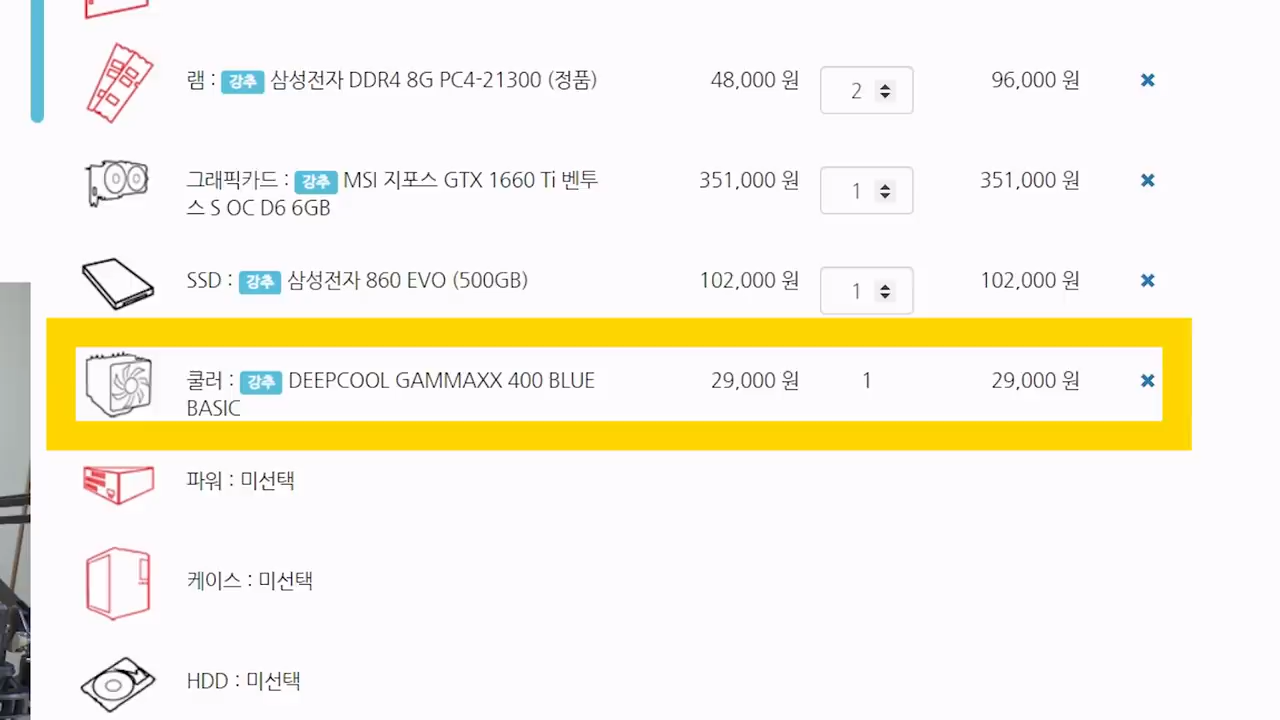 램 : 강추 삼성전자 DDR4 8G PC4-21300 (정품) 48,000 원 2 96,000 원
그래픽카드 : 강추 MSI 지포스 GTX 1660 Ti 벤투 351,000 원 1 351,000 원
스 S OC D6 6GB
SSD : 강추 삼성전자 860 EVO (500GB) 102,000 원 1 102,000 원
쿨러 : 강추 DEEPCOOL GAMMAXX 400 BLUE 29,000 원 1 29,000 원
BASIC
파워 : 미선택
케이스 : 미선택
HDD : 미선택